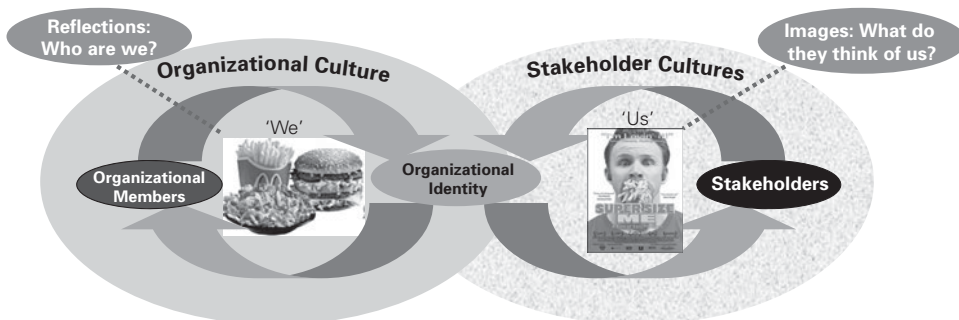 Reflections:
Who are we?
Images: What do
they think of us?
Organizational Culture
Stakeholder Cultures
'We'
'Us'
Organizational
Members
Organizational
Identity
Stakeholders
SUPER SIZE
ME